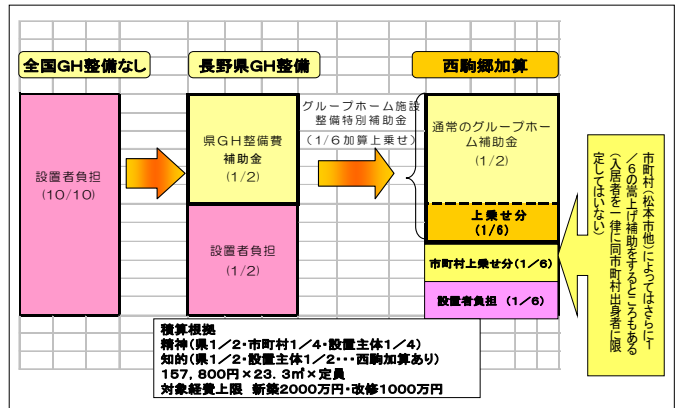 全国GH整備なし
長野県GH整備
西駒郷加算
設置者負担
(10/10)
県GH整備費
補助金
(1/2)
設置者負担
(1/2)
グループホーム施設
整備特別補助金
(1/6加算上乗せ)
通常のグループホー
ム補助金
(1/2)
上乗せ分
(1/6)
市町村上乗せ分(1/6)
設置者負担 (1/6)
市町村(松本市他)によってはさらに1
/6の嵩上げ補助をするところもある
(入居者を一律に同市町村出身者に限
定してはいない)
積算根拠
精神(県1/2・市町村1/4・設置主体1/4)
知的(県1/2・設置主体1/2・・・西駒加算あり)
157,800円×23.3㎡×定員
対象経費上限 新築2000万円・改修1000万円